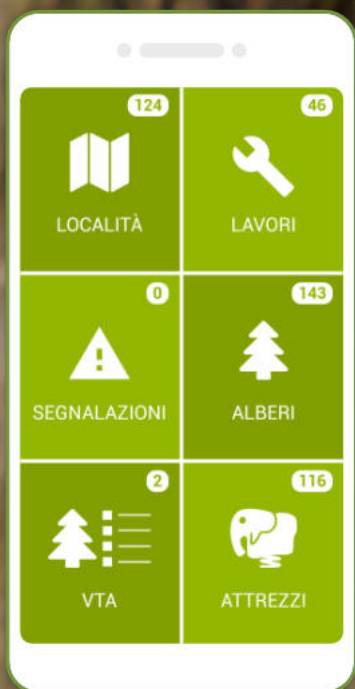 124
LOCALITÀ
46
LAVORI
0
SEGNALAZIONI
143
ALBERI
2
VTA
116
ATTREZZI